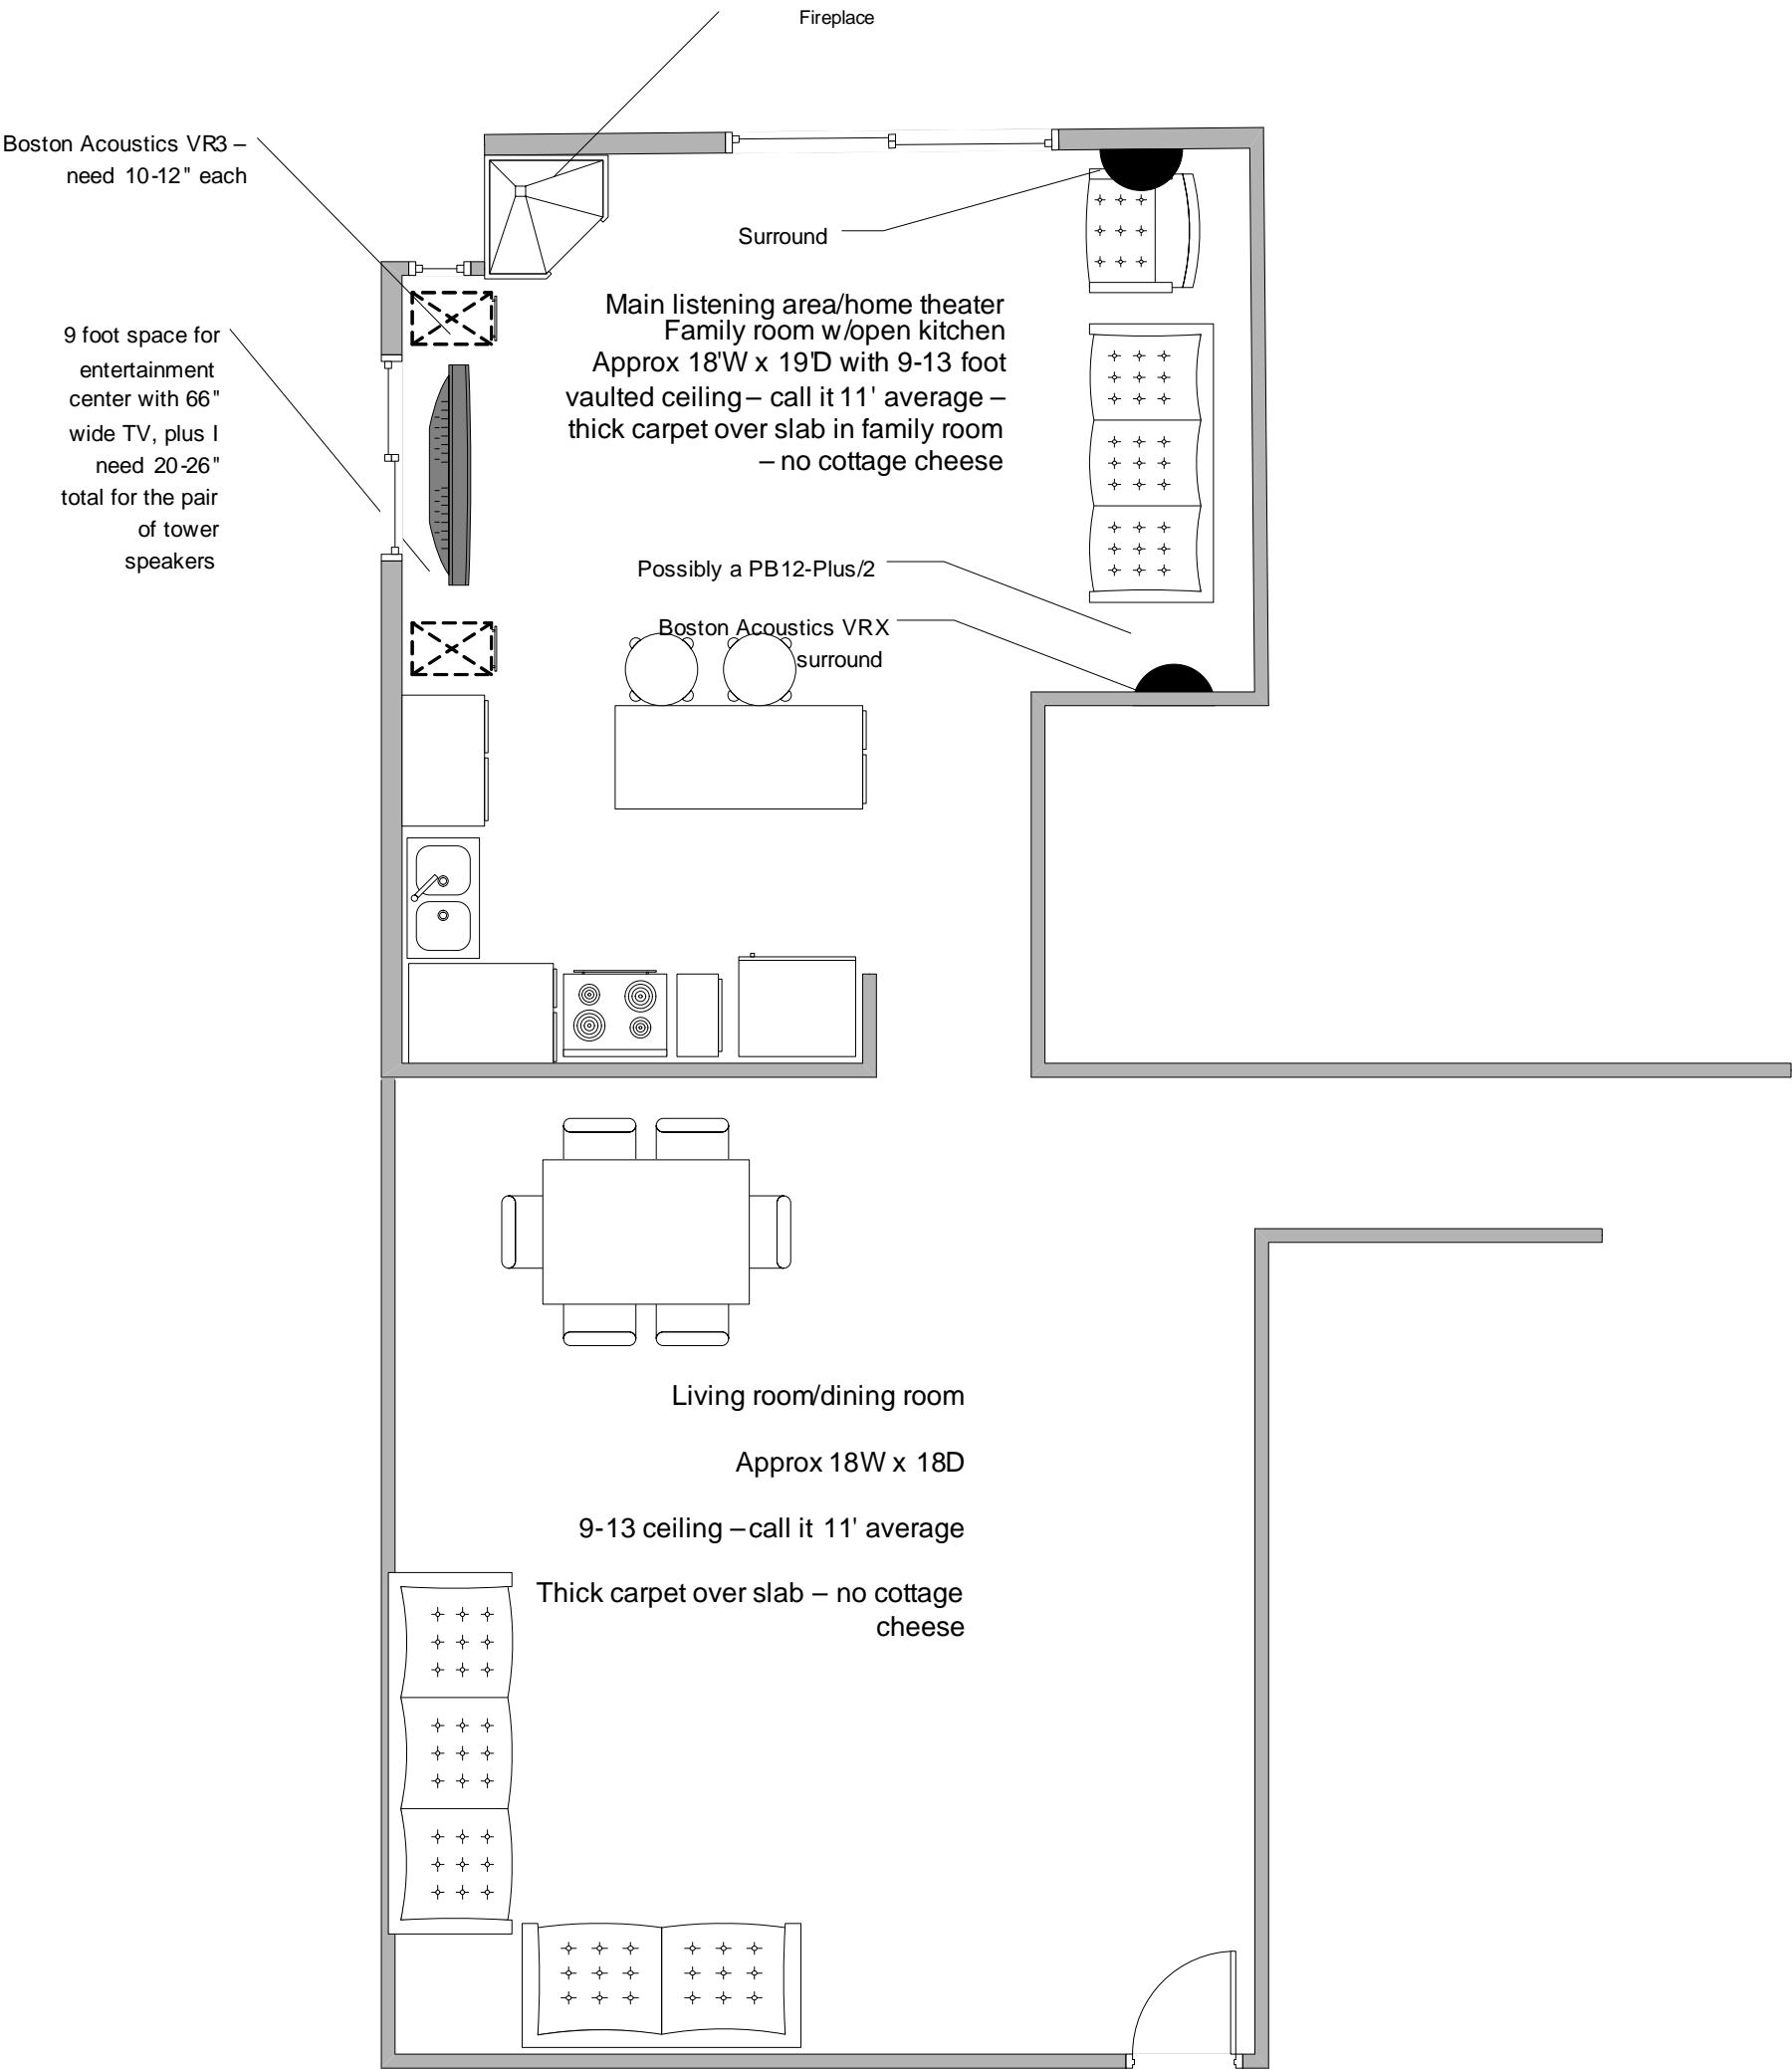 Fireplace
Boston Acoustics VR3 –
need 10-12" each
Surround
Main listening area/home theater
Family room w/open kitchen
Approx 18'W x 19'D with 9-13 foot
vaulted ceiling – call it 11' average –
thick carpet over slab in family room
– no cottage cheese
9 foot space for
entertainment
center with 66"
wide TV, plus I
need 20-26"
total for the pair
of tower
speakers
Possibly a PB12-Plus/2
Boston Acoustics VRX
surround
Living room/dining room
Approx 18W x 18D
9-13 ceiling – call it 11' average
Thick carpet over slab – no cottage
cheese